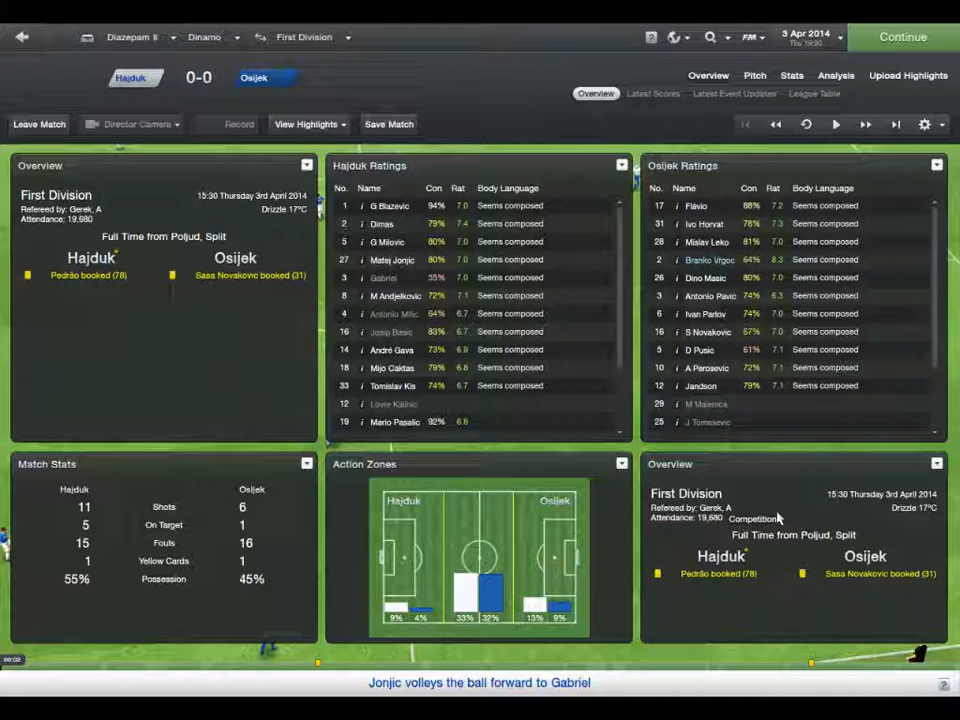 Diazepam II Dinamo First Division ? FM 3 Apr 2014 Continue
Thu 19:00
Hajduk 0-0 Osijek
Overview Pitch Stats Analysis Upload Highlights
Overview Latest Scores Latest Event Updates League Table
Leave Match Director Camera Record View Highlights Save Match
Overview
First Division 15:30 Thursday 3rd April 2014
Refereed by: Gerek, A Drizzle 17°C
Attendance: 19,680
Full Time from Poljud, Split
Hajduk* Osijek
Pedrão booked (78) Sasa Novakovic booked (31)
Hajduk Ratings
No. Name Con Rat Body Language
1 i G Blazevic 94% 7.0 Seems composed
2 i Dimas 79% 7.4 Seems composed
5 i G Milovic 80% 7.0 Seems composed
27 i Matej Jonjic 80% 7.0 Seems composed
3 i Gabriel 55% 7.0 Seems composed
8 i M Andjelkovic 72% 7.1 Seems composed
4 i Antonio Milic 64% 6.7 Seems composed
16 i Josip Basic 83% 6.7 Seems composed
14 i André Gava 73% 6.9 Seems composed
18 i Mijo Caktas 79% 6.8 Seems composed
33 i Tomislav Kis 74% 6.7 Seems composed
12 i Lovre Kalinic
19 i Mario Pasalic 92% 6.8
Osijek Ratings
No. Name Con Rat Body Language
17 i Flávio 88% 7.2 Seems composed
31 i Ivo Horvat 78% 7.3 Seems composed
28 i Mislav Leko 81% 7.0 Seems composed
2 i Branko Vrgoc 64% 8.3 Seems composed
26 i Dino Masic 80% 7.0 Seems composed
3 i Antonio Pavic 74% 6.3 Seems composed
6 i Ivan Parlov 74% 7.0 Seems composed
16 i S Novakovic 67% 7.0 Seems composed
5 i D Pusic 61% 7.1 Seems composed
10 i A Perosevic 72% 7.1 Seems composed
12 i Jandson 79% 7.1 Seems composed
29 i M Malenica
25 i J Tomasevic
Match Stats
Hajduk Osijek
11 Shots 6
5 On Target 1
15 Fouls 16
1 Yellow Cards 1
55% Possession 45%
Action Zones
Hajduk Osijek
9% 4% 33% 32% 13% 9%
Overview
First Division 15:30 Thursday 3rd April 2014
Refereed by: Gerek, A Drizzle 17°C
Attendance: 19,680 Competition
Full Time from Poljud, Split
Hajduk* Osijek
Pedrão booked (78) Sasa Novakovic booked (31)
00:02
Jonjic volleys the ball forward to Gabriel ?